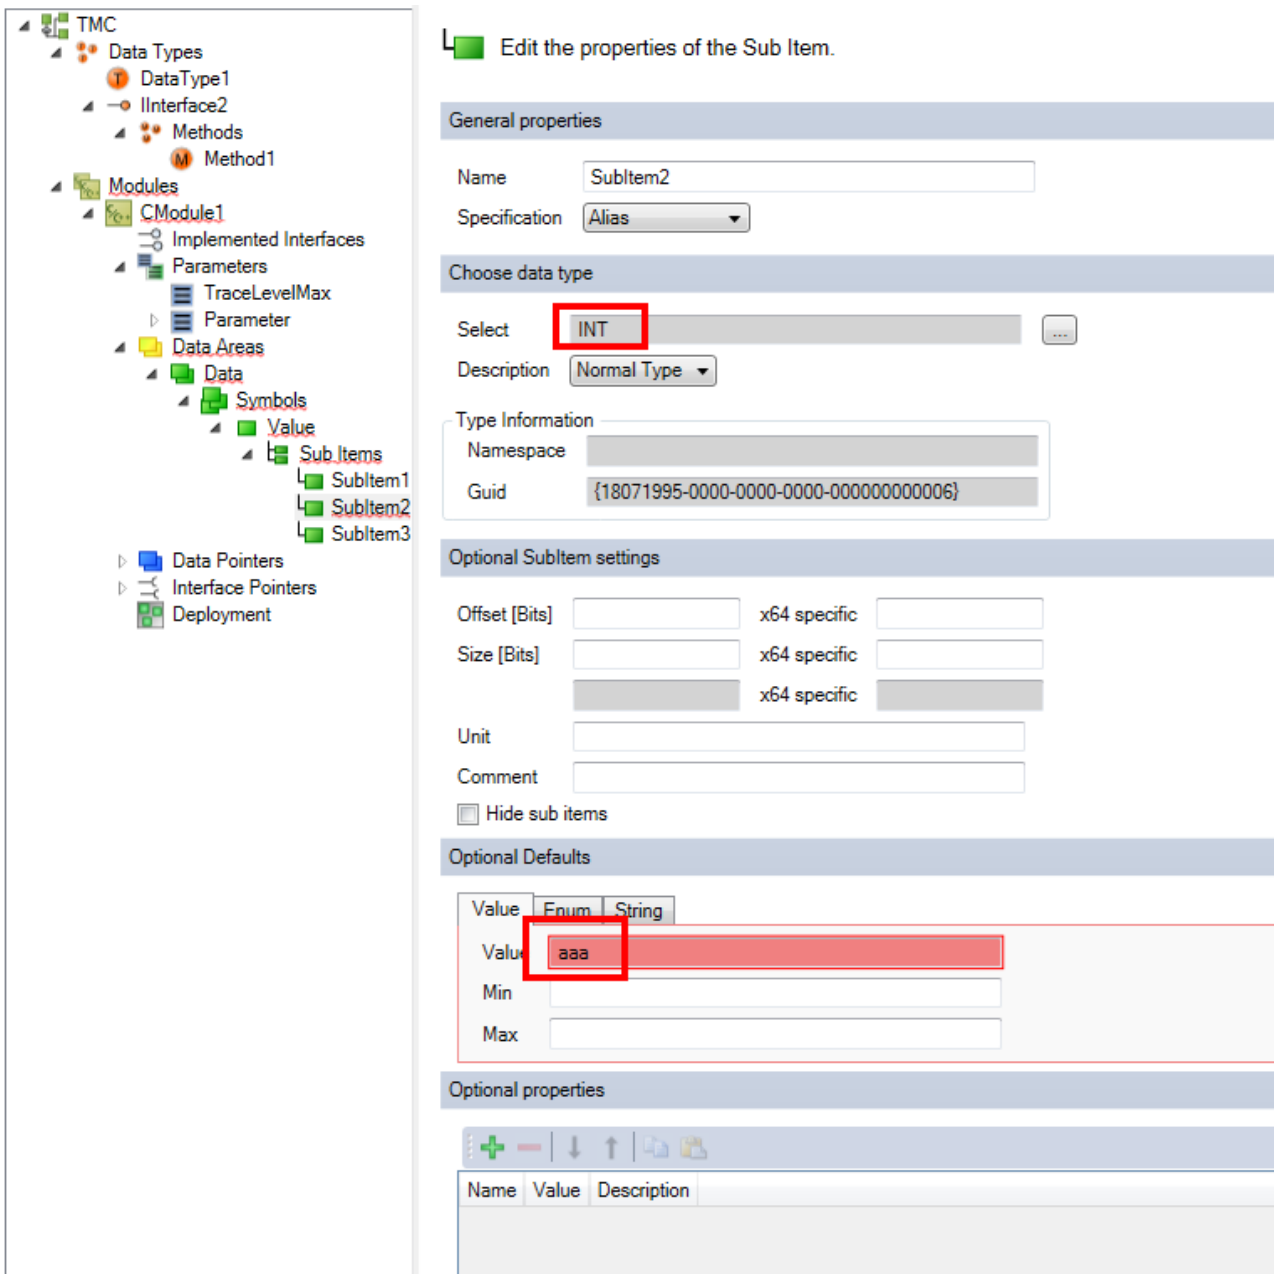 TMC
Data Types
DataType1
IInterface2
Methods
Method1
Modules
CModule1
Implemented Interfaces
Parameters
TraceLevelMax
Parameter
Data Areas
Data
Symbols
Value
Sub Items
SubItem1
SubItem2
SubItem3
Data Pointers
Interface Pointers
Deployment
Edit the properties of the Sub Item.
General properties
Name SubItem2
Specification Alias
Choose data type
Select INT ...
Description Normal Type
Type Information
Namespace
Guid {18071995-0000-0000-0000-000000000006}
Optional SubItem settings
Offset [Bits] x64 specific
Size [Bits] x64 specific
x64 specific
Unit
Comment
Hide sub items
Optional Defaults
Value Enum String
Value aaa
Min
Max
Optional properties
Name Value Description